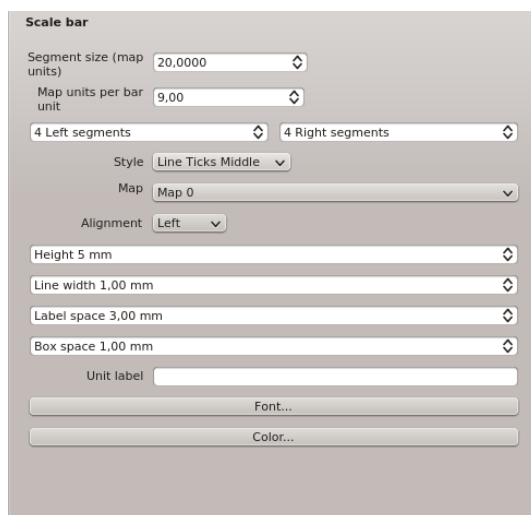 Scale bar
Segment size (map
units)
20,0000
Map units per bar
unit
9,00
4 Left segments
4 Right segments
Style
Line Ticks Middle
Map
Map 0
Alignment
Left
Height 5 mm
Line width 1,00 mm
Label space 3,00 mm
Box space 1,00 mm
Unit label
Font...
Color...